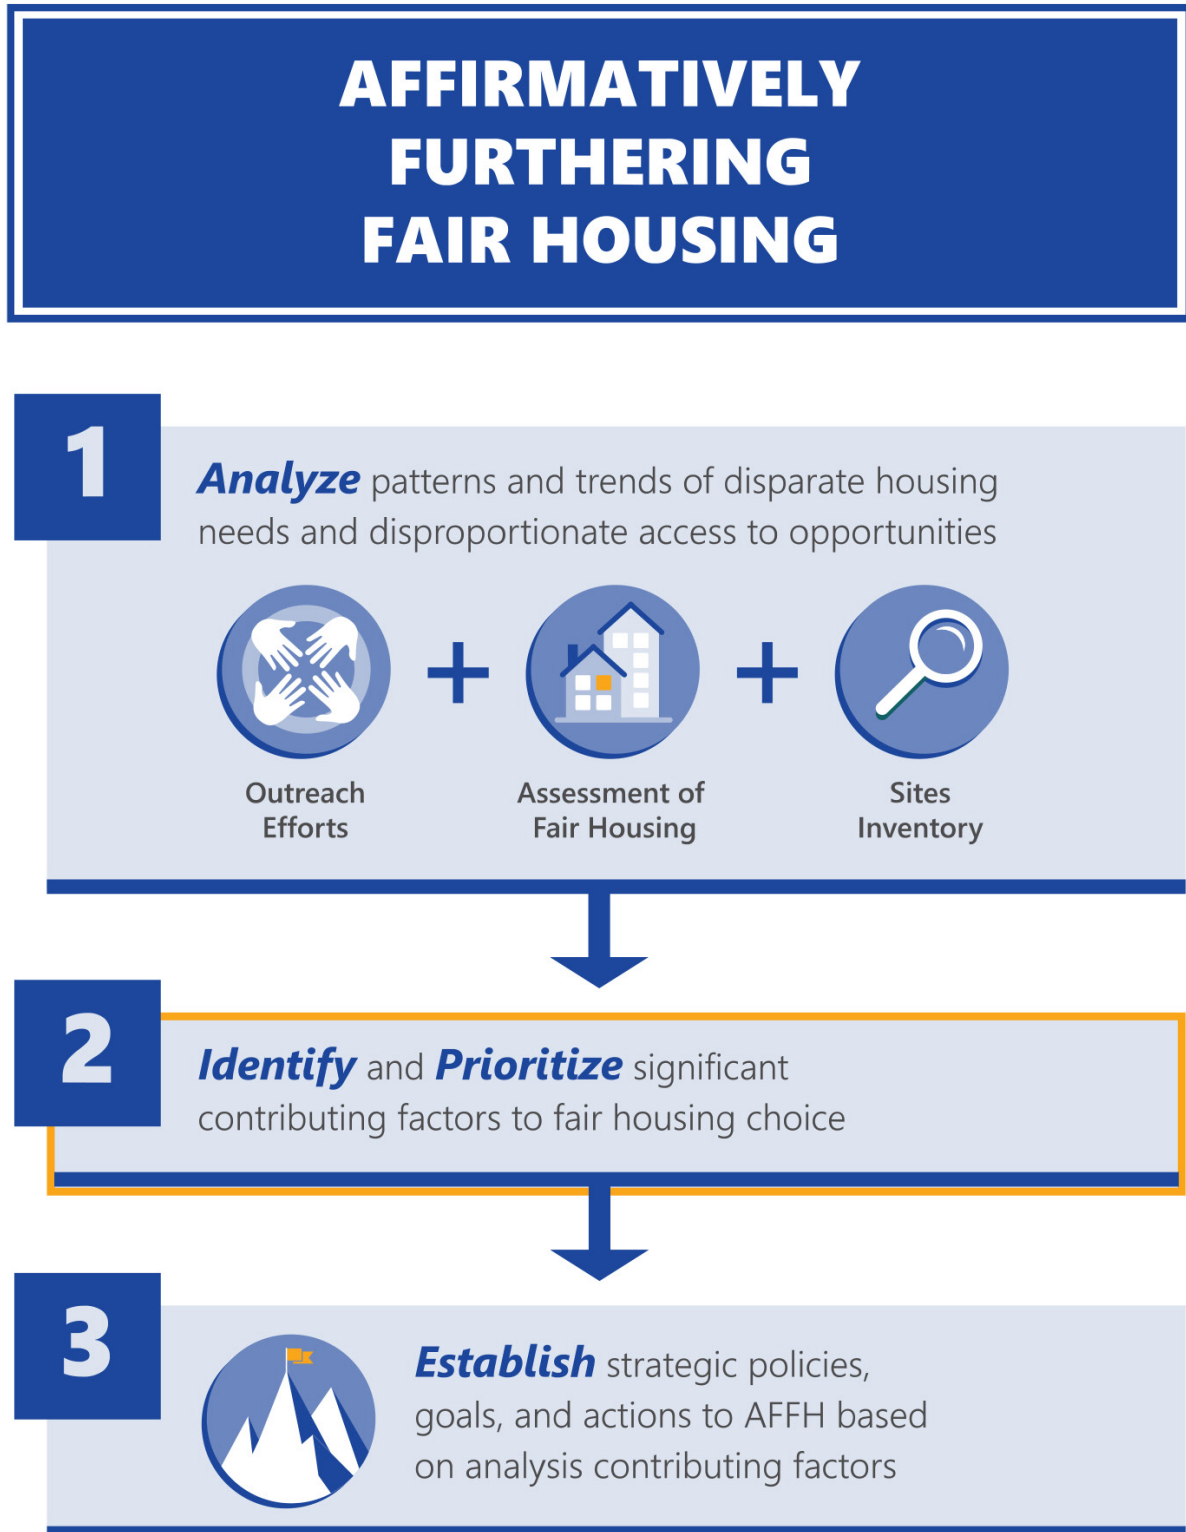 AFFIRMATIVELY
FURTHERING
FAIR HOUSING
1
Analyze patterns and trends of disparate housing
needs and disproportionate access to opportunities
Outreach
Efforts
Assessment of
Fair Housing
Sites
Inventory
2
Identify and Prioritize significant
contributing factors to fair housing choice
3
Establish strategic policies,
goals, and actions to AFFH based
on analysis contributing factors